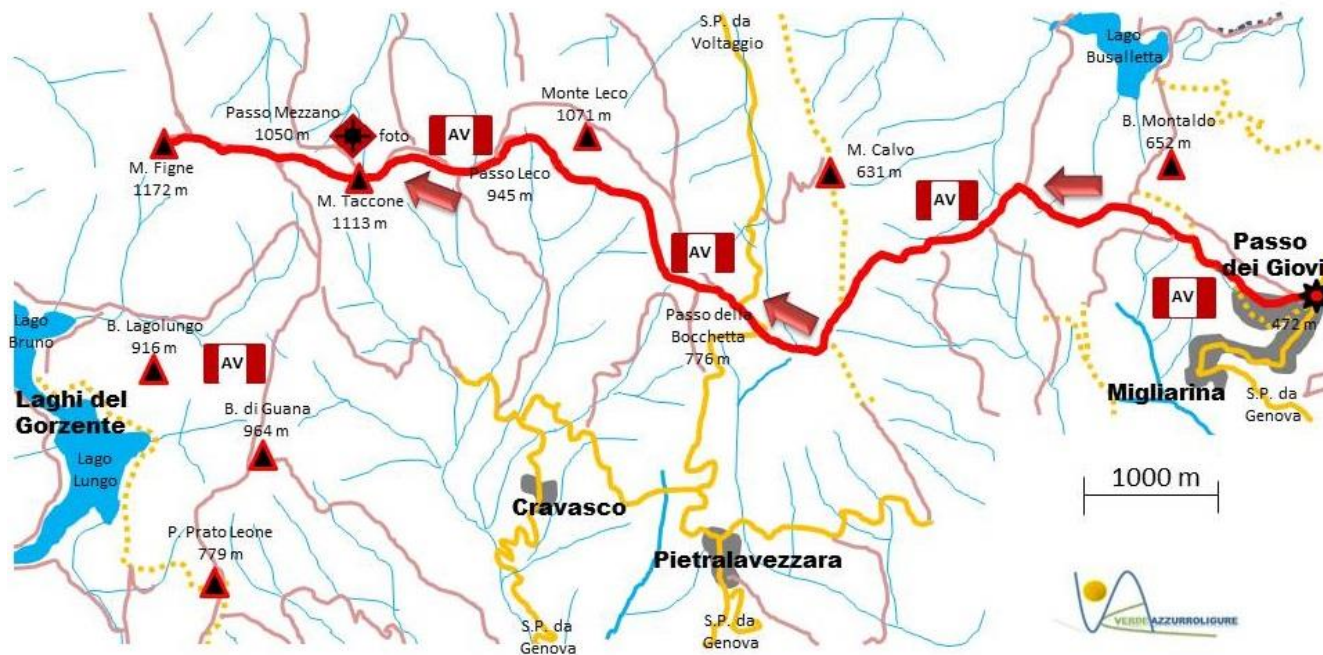 S.P. da
Voltaggio
Lago
Busalletta
Monte Leco
1071 m
Passo Mezzano
1050 m
foto
AV
B. Montaldo
652 m
M. Figne
1172 m
M. Taccone
1113 m
Passo Leco
945 m
M. Calvo
631 m
AV
Passo
dei Giovi
472 m
AV
AV
Passo della
Bocchetta
776 m
Lago
Bruno
B. Lagolungo
916 m
AV
Laghi del
Gorzente
B. di Guana
964 m
Lago
Lungo
Migliarina
S.P. da
Genova
1000 m
Cravasco
P. Prato Leone
779 m
Pietralavezzara
S.P. da
Genova
S.P. da
Genova
VERDEAZZURROLIGURE